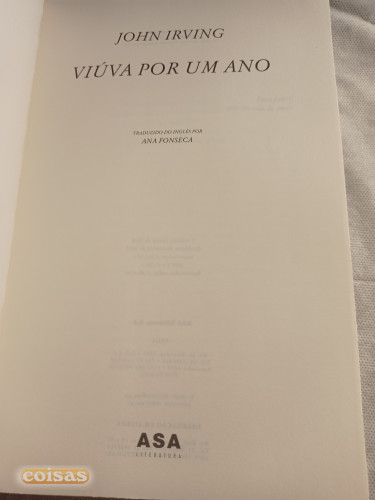 JOHN IRVING
VIÚVA POR UM ANO
TRADUZIDO DO INGLÊS POR
ANA FONSECA
ASA
LITERATURA
coisas